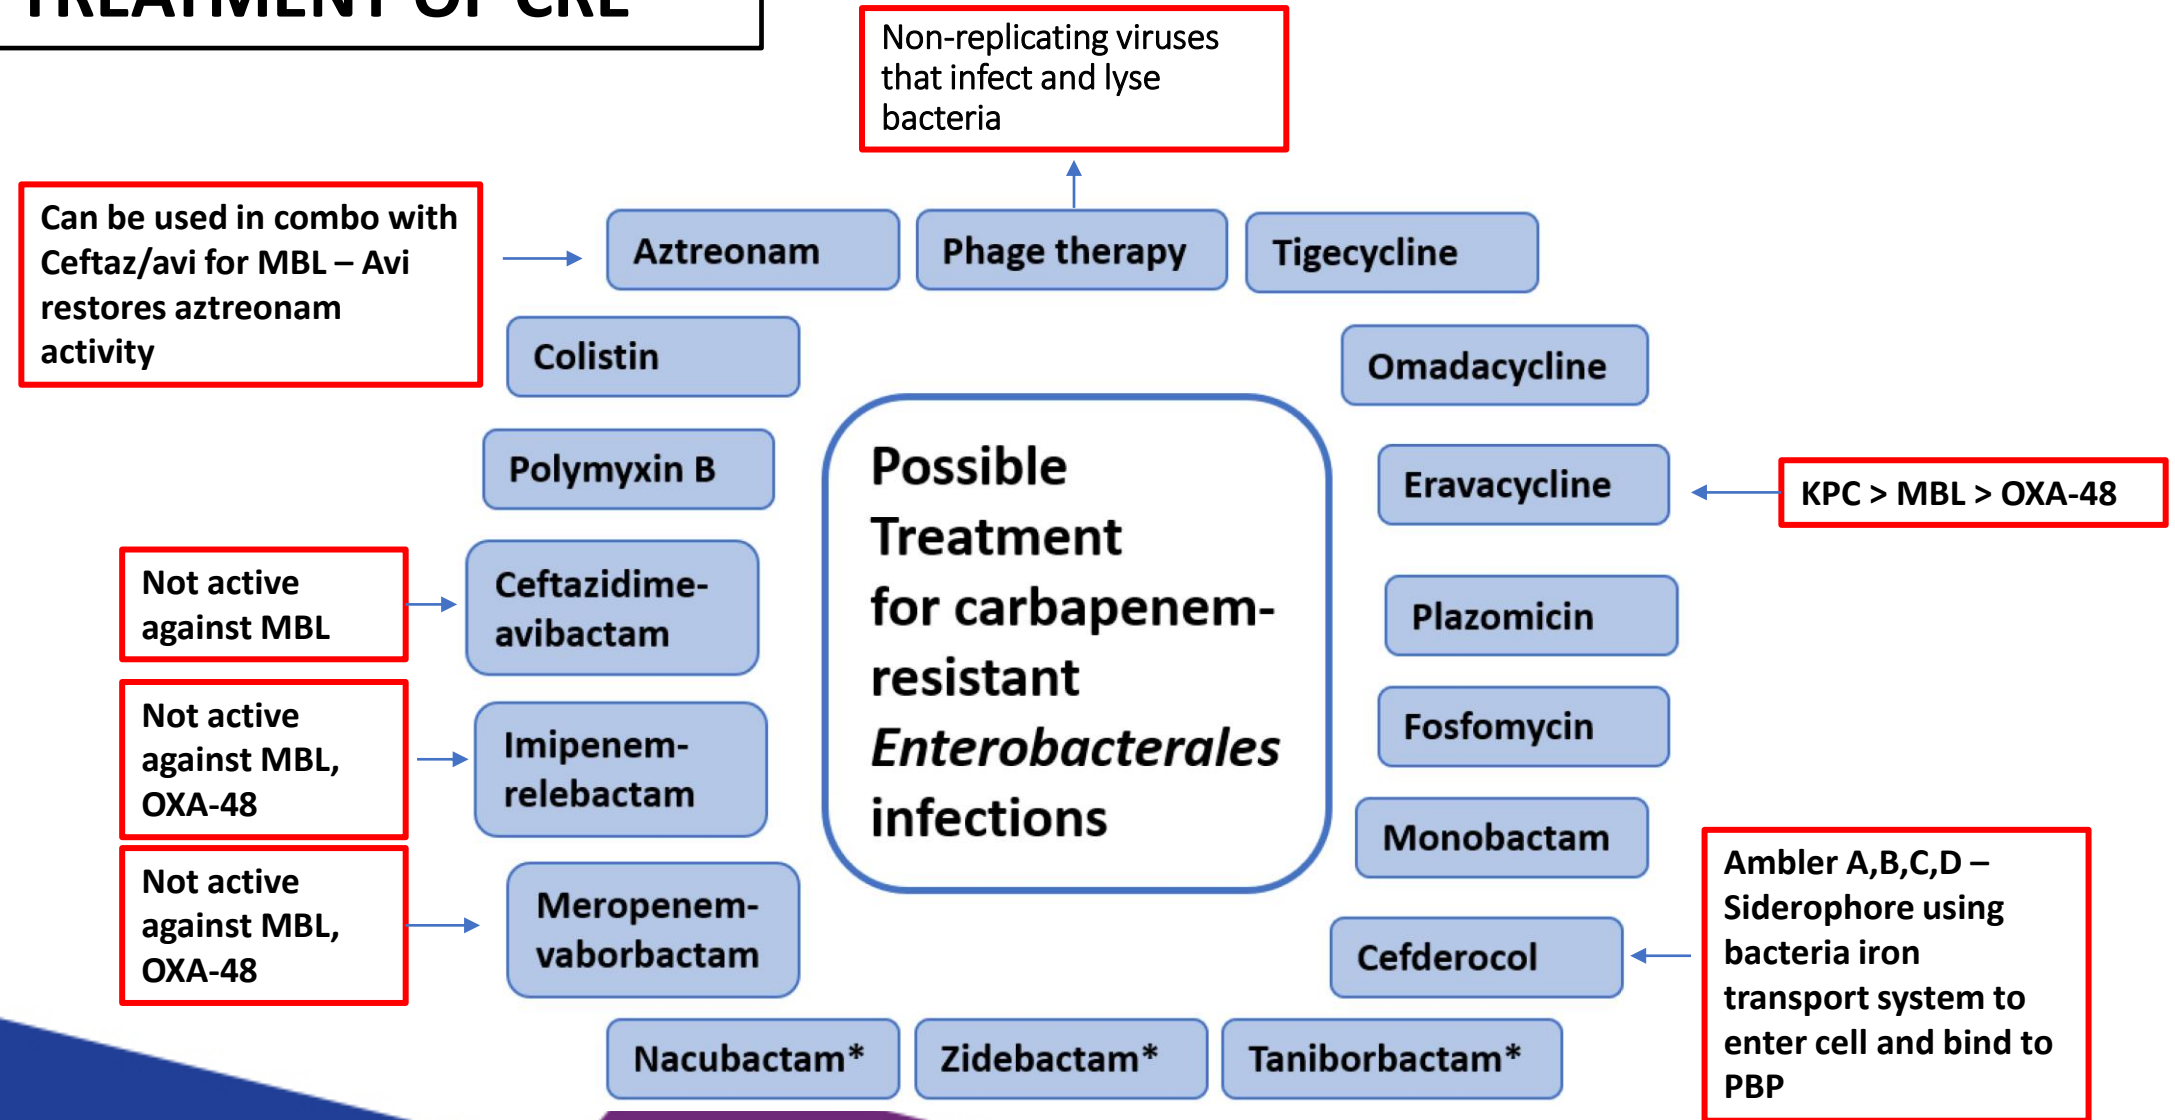 TREATMENT OF CRE
Non-replicating viruses
that infect and lyse
bacteria
Can be used in combo with
Ceftaz/avi for MBL – Avi
restores aztreonam
activity
Aztreonam
Phage therapy
Tigecycline
Colistin
Omadacycline
Polymyxin B
Eravacycline
KPC > MBL > OXA-48
Possible
Treatment
for carbapenem-
resistant
Enterobacterales
infections
Not active
against MBL
Ceftazidime-
avibactam
Plazomicin
Not active
against MBL,
OXA-48
Imipenem-
relebactam
Fosfomycin
Monobactam
Not active
against MBL,
OXA-48
Meropenem-
vaborbactam
Cefderocol
Ambler A,B,C,D –
Siderophore using
bacteria iron
transport system to
enter cell and bind to
PBP
Nacubactam*
Zidebactam*
Taniborbactam*